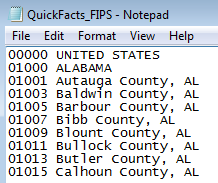 QuickFacts_FIPS - Notepad
File Edit Format View Help
00000 UNITED STATES
01000 ALABAMA
01001 Autauga County, AL
01003 Baldwin County, AL
01005 Barbour County, AL
01007 Bibb County, AL
01009 Blount County, AL
01011 Bullock County, AL
01013 Butler County, AL
01015 Calhoun County, AL